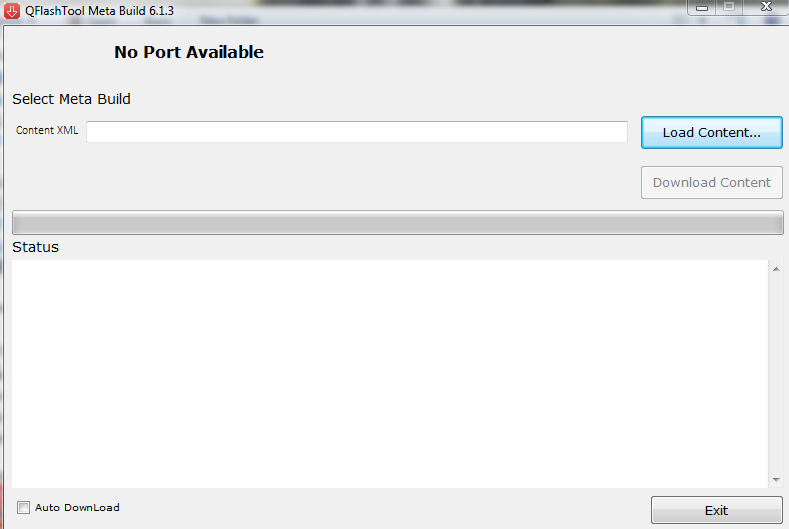 QFlashTool Meta Build 6.1.3
No Port Available
Select Meta Build
Content XML
Load Content...
Download Content
Status
Auto DownLoad
Exit